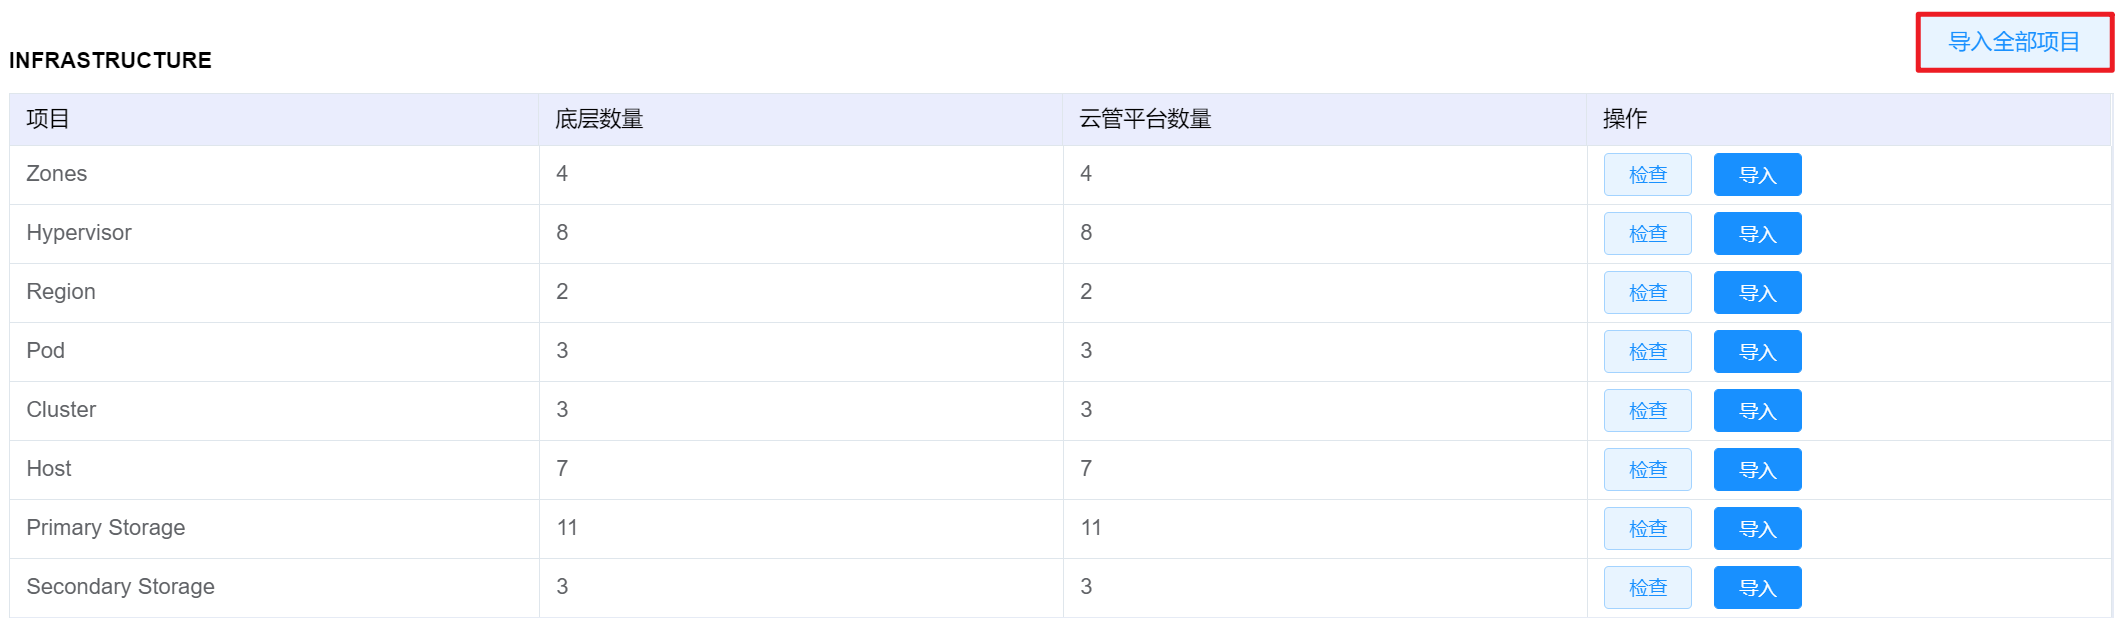 导入全部项目
INFRASTRUCTURE
项目 底层数量 云管平台数量 操作
Zones 4 4 检查 导入
Hypervisor 8 8 检查 导入
Region 2 2 检查 导入
Pod 3 3 检查 导入
Cluster 3 3 检查 导入
Host 7 7 检查 导入
Primary Storage 11 11 检查 导入
Secondary Storage 3 3 检查 导入